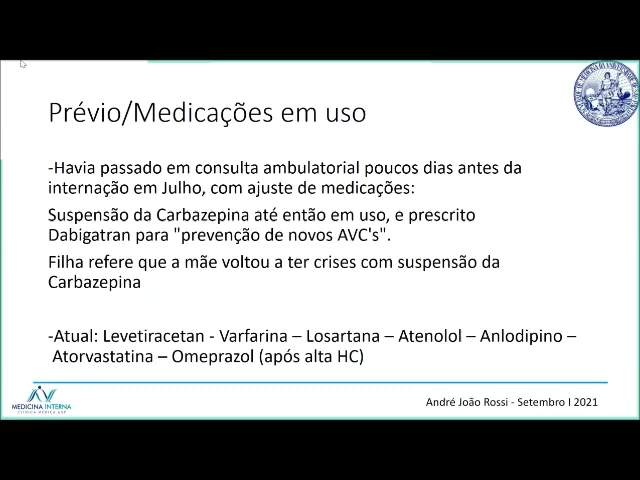 Prévio/Medicações em uso
-Havia passado em consulta ambulatorial poucos dias antes da
internação em Julho, com ajuste de medicações:
Suspensão da Carbazepina até então em uso, e prescrito
Dabigatran para "prevenção de novos AVC's".
Filha refere que a mãe voltou a ter crises com suspensão da
Carbazepina
-Atual: Levetiracetan - Varfarina – Losartana – Atenolol – Anlodipino –
Atorvastatina – Omeprazol (após alta HC)
MEDICINA INTERNA
CLÍNICA MÉDICA USP
André João Rossi - Setembro I 2021